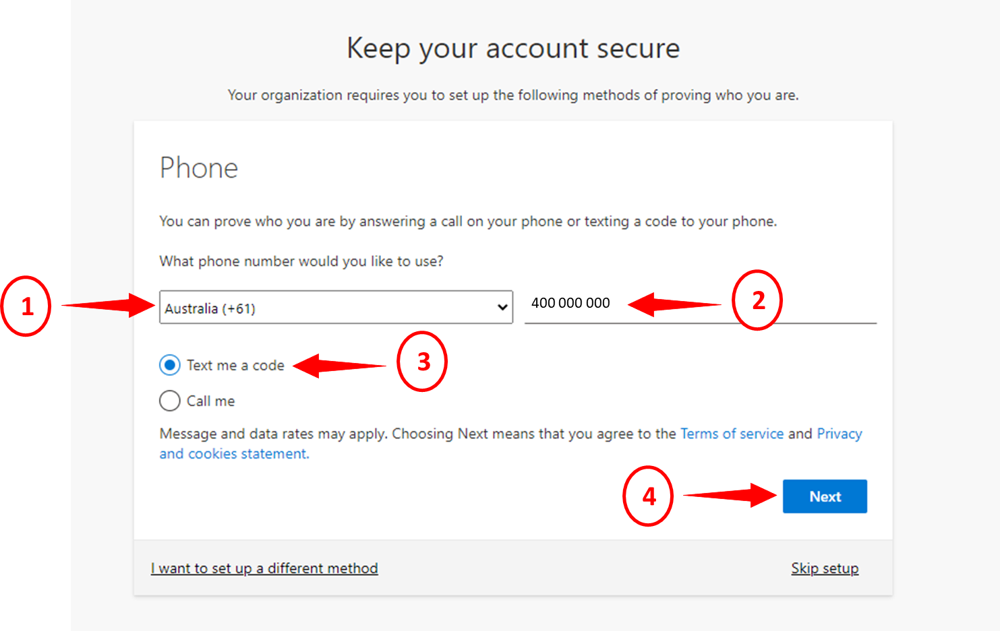 Keep your account secure
Your organization requires you to set up the following methods of proving who you are.
Phone
You can prove who you are by answering a call on your phone or texting a code to your phone.
What phone number would you like to use?
1
Australia (+61)
400 000 000
2
Text me a code
3
Call me
Message and data rates may apply. Choosing Next means that you agree to the Terms of service and Privacy
and cookies statement.
4
Next
I want to set up a different method
Skip setup